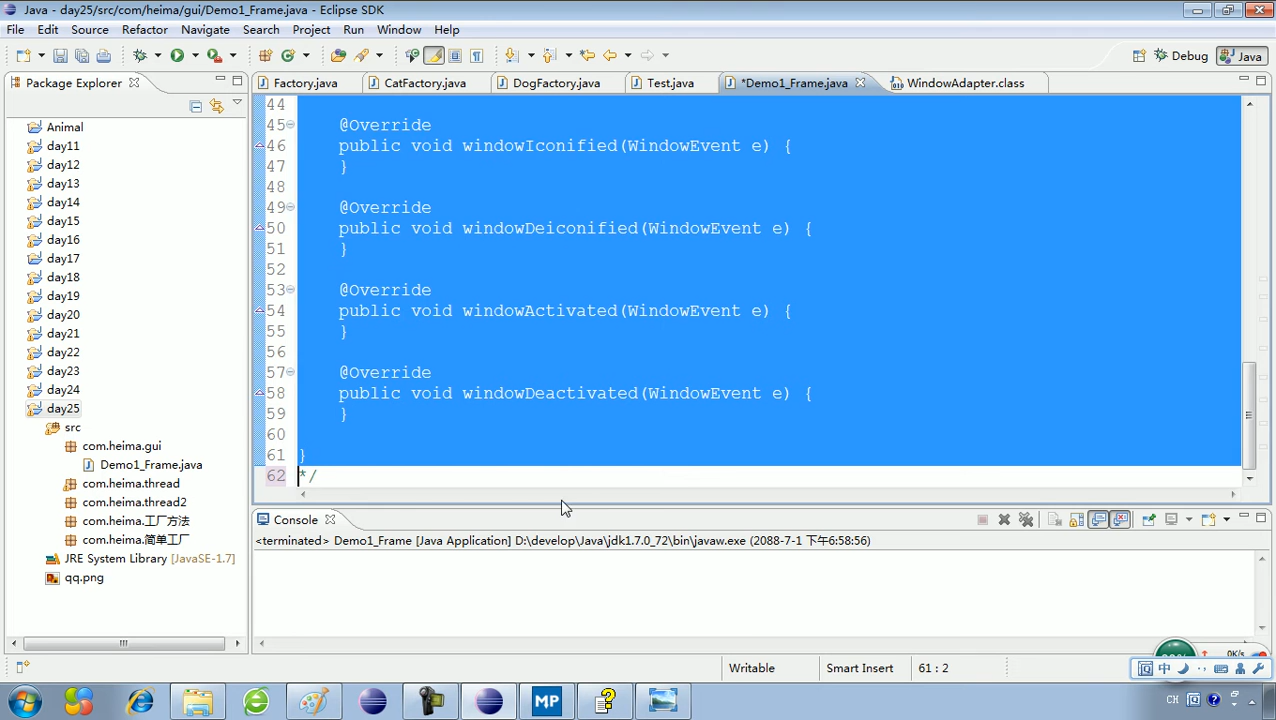 Java - day25/src/com/heima/gui/Demo1_Frame.java - Eclipse SDK
File Edit Source Refactor Navigate Search Project Run Window Help
Debug Java
Package Explorer
Factory.java CatFactory.java DogFactory.java Test.java *Demo1_Frame.java WindowAdapter.class
Animal
day11
day12
day13
day14
day15
day16
day17
day18
day19
day20
day21
day22
day23
day24
day25
src
com.heima.gui
Demo1_Frame.java
com.heima.thread
com.heima.thread2
com.heima.工厂方法
com.heima.简单工厂
JRE System Library [JavaSE-1.7]
qq.png
44
45 @Override
46 public void windowIconified(WindowEvent e) {
47 }
48
49 @Override
50 public void windowDeiconified(WindowEvent e) {
51 }
52
53 @Override
54 public void windowActivated(WindowEvent e) {
55 }
56
57 @Override
58 public void windowDeactivated(WindowEvent e) {
59 }
60
61 }
62 */
Console
<terminated> Demo1_Frame [Java Application] D:\develop\Java\jdk1.7.0_72\bin\javaw.exe (2088-7-1 下午6:58:56)
Writable Smart Insert 61 : 2
0K/s
中
MP
CH